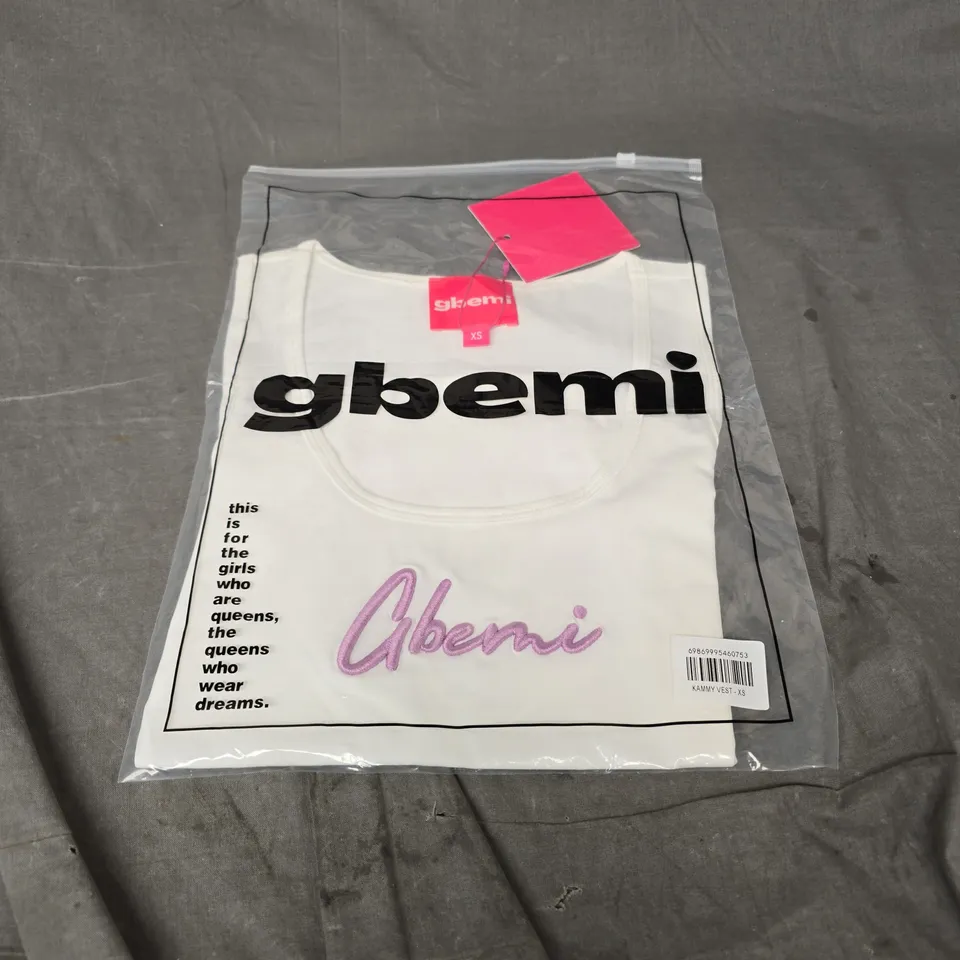 gbemi
XS
gbemi
this
is
for
the
girls
who
are
queens,
the
queens
who
wear
dreams.
Gbemi
69869995460753
KAMMY VEST - XS